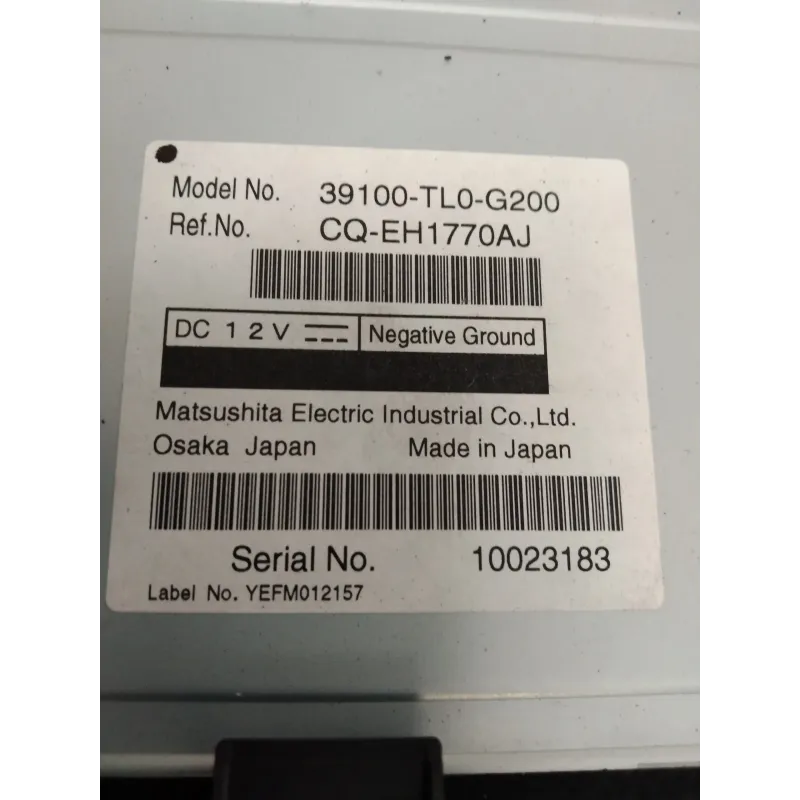 Model No. 39100-TL0-G200
Ref.No. CQ-EH1770AJ
DC 12V Negative Ground
Matsushita Electric Industrial Co.,Ltd.
Osaka Japan Made in Japan
Serial No. 10023183
Label No. YEFM012157